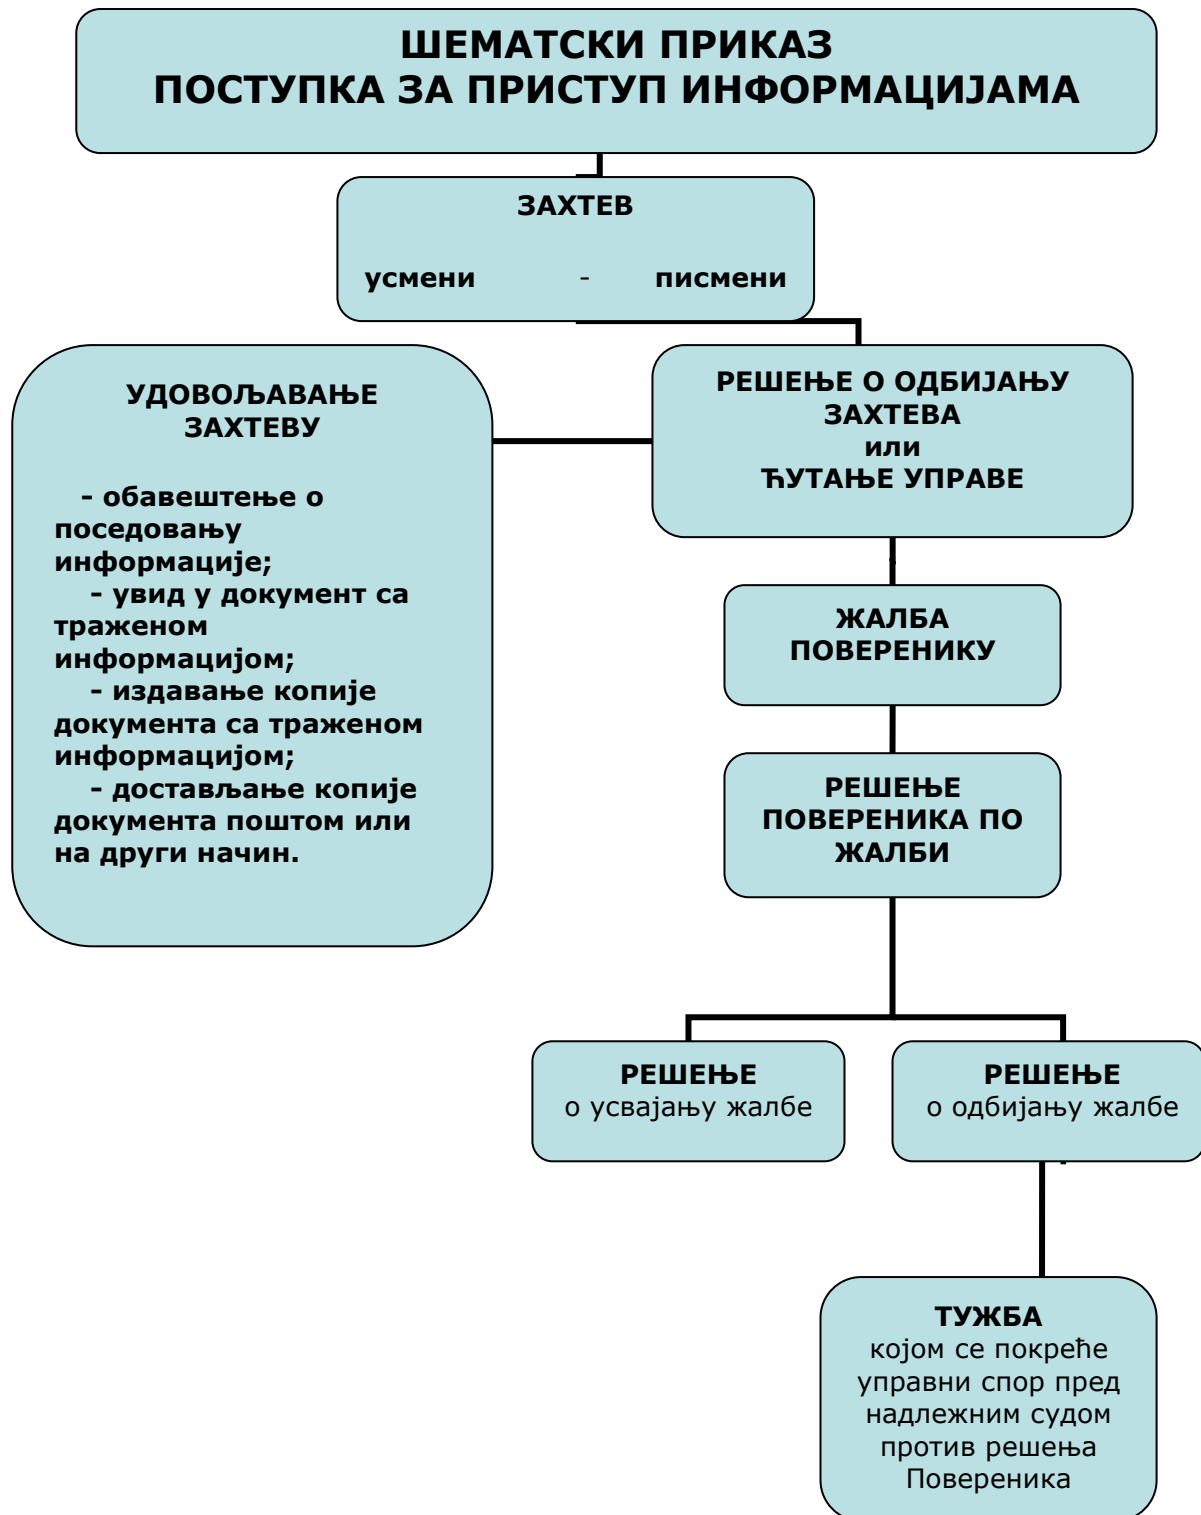 ШЕМАТСКИ ПРИКАЗ
ПОСТУПКА ЗА ПРИСТУП ИНФОРМАЦИЈАМА
ЗАХТЕВ
усмени - писмени
УДОВОЉАВАЊЕ
ЗАХТЕВУ
- обавештење о
поседовању
информације;
- увид у документ са
траженом
информацијом;
- издавање копије
документа са траженом
информацијом;
- достављање копије
документа поштом или
на други начин.
РЕШЕЊЕ О ОДБИЈАЊУ
ЗАХТЕВА
или
ЋУТАЊЕ УПРАВЕ
ЖАЛБА
ПОВЕРЕНИКУ
РЕШЕЊЕ
ПОВЕРЕНИКА ПО
ЖАЛБИ
РЕШЕЊЕ
о усвајању жалбе
РЕШЕЊЕ
о одбијању жалбе
ТУЖБА
којом се покреће
управни спор пред
надлежним судом
против решења
Повереника